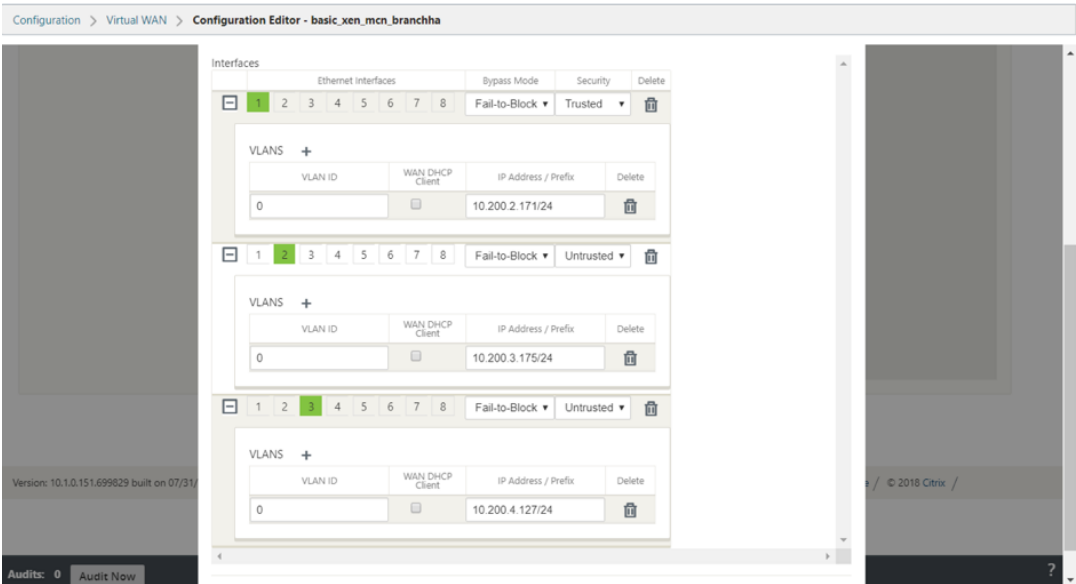 Configuration > Virtual WAN > Configuration Editor - basic_xen_mcn_branchha
Interfaces
Ethernet Interfaces Bypass Mode Security Delete
1 2 3 4 5 6 7 8 Fail-to-Block Trusted
VLANS +
VLAN ID WAN DHCP Client IP Address / Prefix Delete
0 10.200.2.171/24
1 2 3 4 5 6 7 8 Fail-to-Block Untrusted
VLANS +
VLAN ID WAN DHCP Client IP Address / Prefix Delete
0 10.200.3.175/24
1 2 3 4 5 6 7 8 Fail-to-Block Untrusted
VLANS +
VLAN ID WAN DHCP Client IP Address / Prefix Delete
0 10.200.4.127/24
Version: 10.1.0.151.699829 built on 07/31/ / © 2018 Citrix /
Audits: 0 Audit Now ?